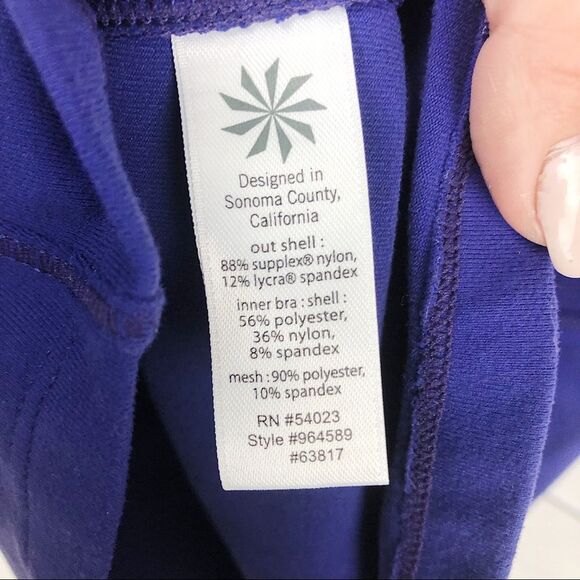 Designed in
Sonoma County,
California
out shell :
88% supplex® nylon,
12% lycra® spandex
inner bra : shell :
56% polyester,
36% nylon,
8% spandex
mesh : 90% polyester,
10% spandex
RN #54023
Style #964589
#63817